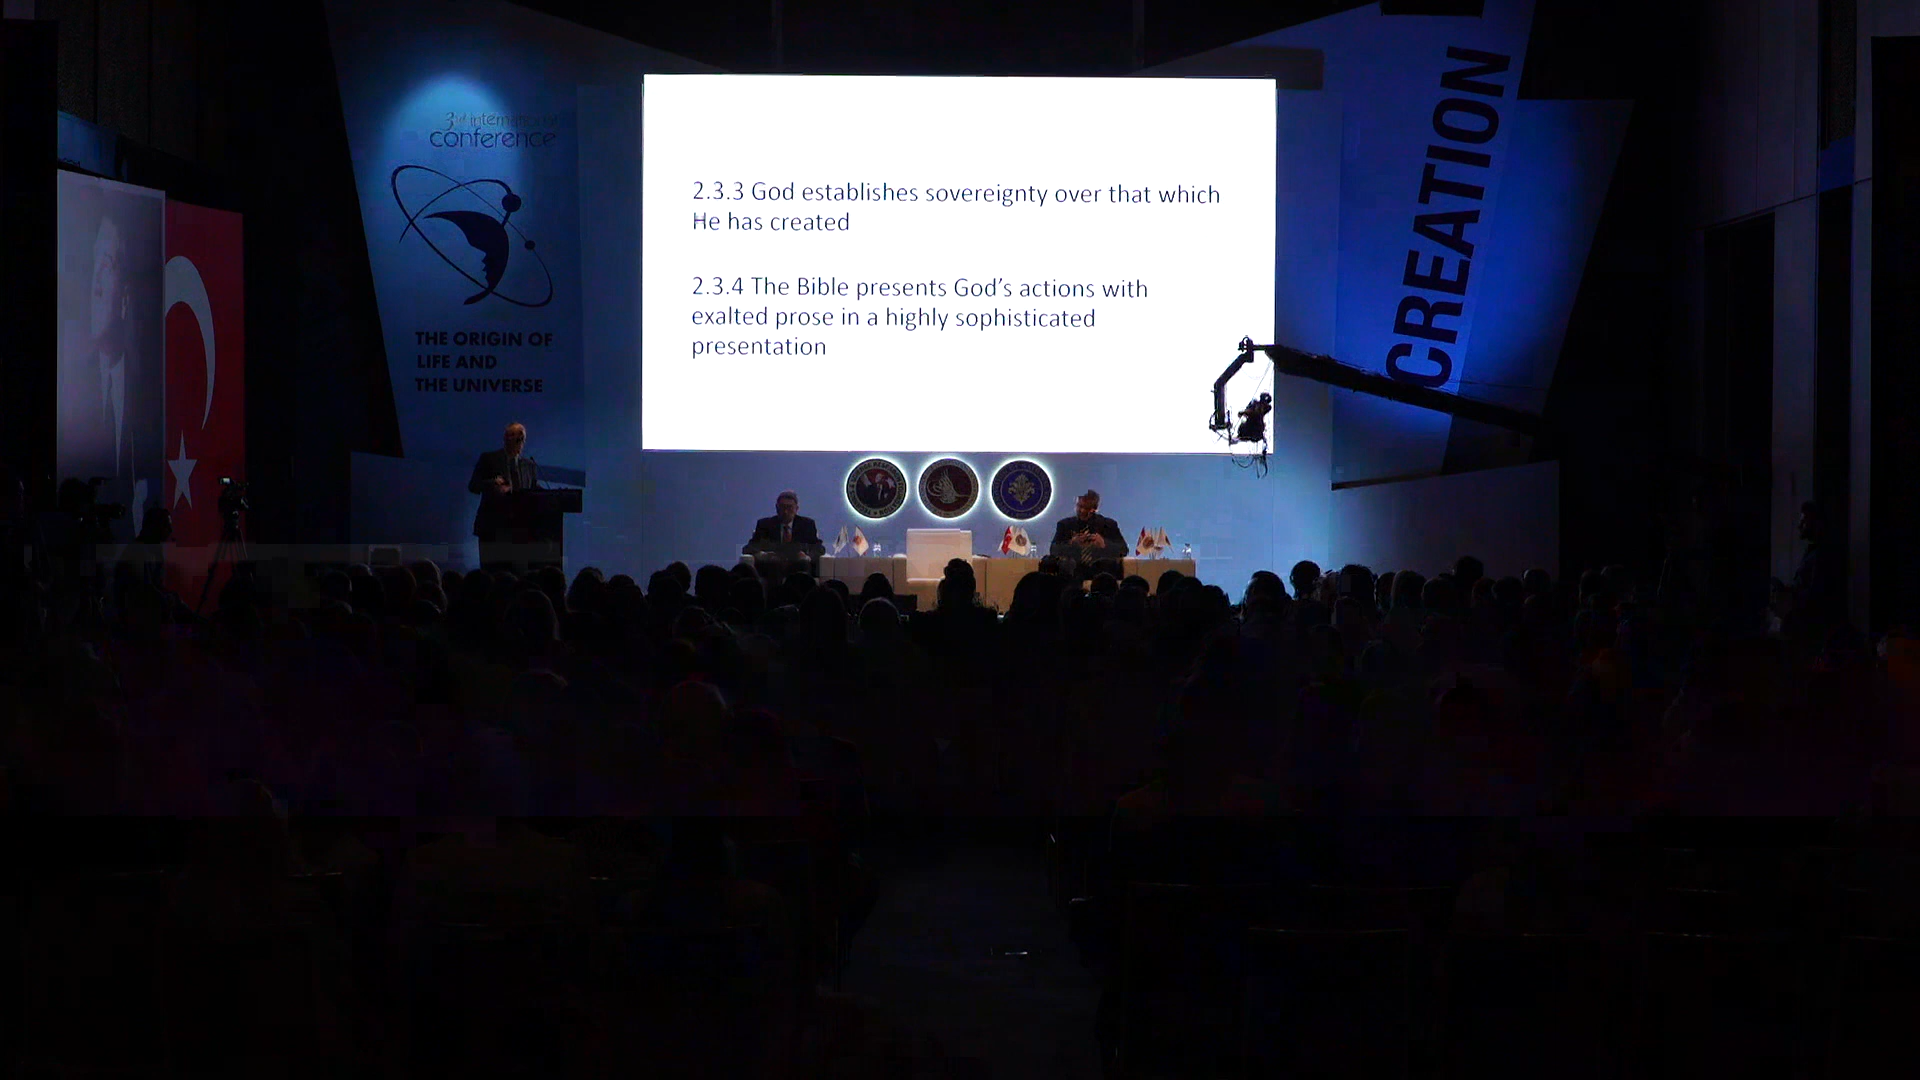 3rd international
conference
THE ORIGIN OF
LIFE AND
THE UNIVERSE
2.3.3 God establishes sovereignty over that which
He has created
2.3.4 The Bible presents God's actions with
exalted prose in a highly sophisticated
presentation
CREATION